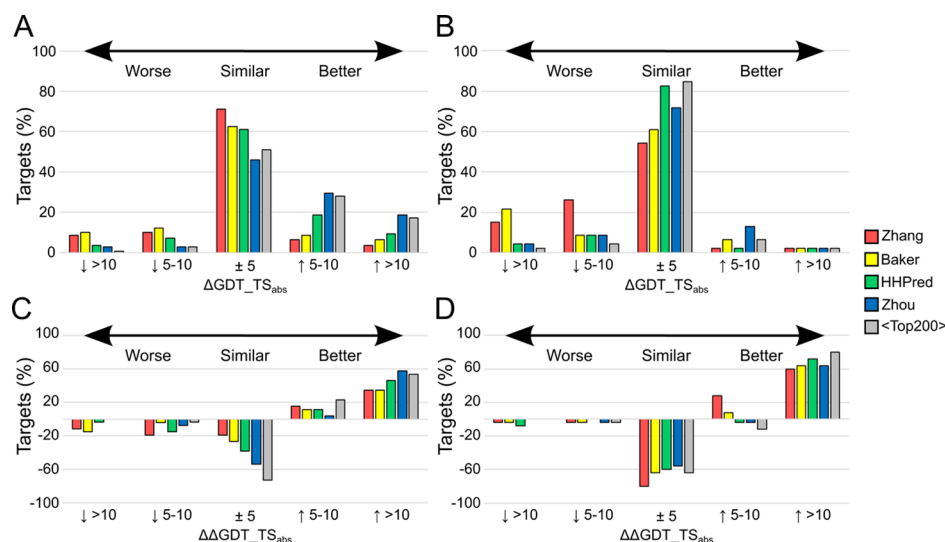 A
100
80
60
40
20
0
Targets (%)
Worse Similar Better
↓ >10 ↓ 5-10 ± 5 ↑ 5-10 ↑ >10
ΔGDT_TSabs
B
100
80
60
40
20
0
Targets (%)
Worse Similar Better
↓ >10 ↓ 5-10 ± 5 ↑ 5-10 ↑ >10
ΔGDT_TSabs
Zhang
Baker
HHPred
Zhou
<Top200>
C
100
60
20
-20
-60
-100
Targets (%)
Worse Similar Better
↓ >10 ↓ 5-10 ± 5 ↑ 5-10 ↑ >10
ΔΔGDT_TSabs
D
100
60
20
-20
-60
-100
Targets (%)
Worse Similar Better
↓ >10 ↓ 5-10 ± 5 ↑ 5-10 ↑ >10
ΔΔGDT_TSabs